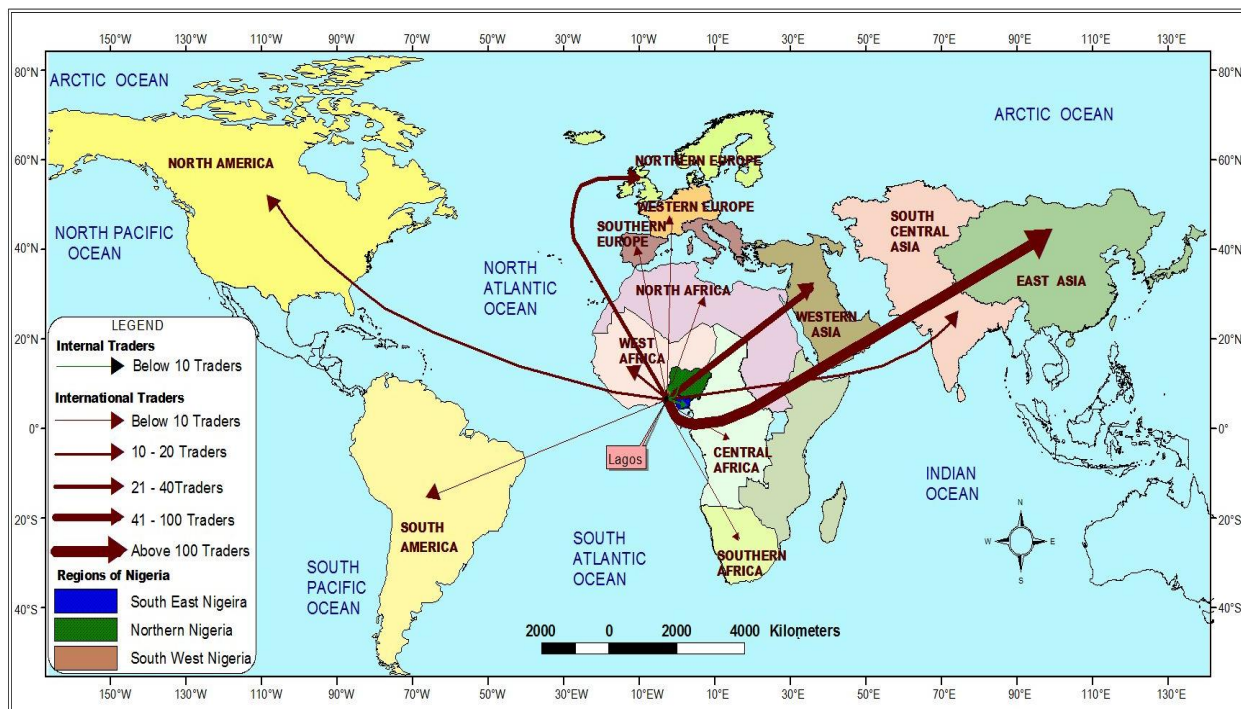 150°W 130°W 110°W 90°W 70°W 50°W 30°W 10°W 10°E 30°E 50°E 70°E 90°E 110°E 130°E
80°N
60°N
40°N
20°N
0°
20°S
40°S
80°N
60°N
40°N
20°N
0°
20°S
40°S
ARCTIC OCEAN
ARCTIC OCEAN
NORTH AMERICA
NORTHERN EUROPE
WESTERN EUROPE
SOUTHERN
EUROPE
SOUTH
CENTRAL
ASIA
NORTH PACIFIC
OCEAN
NORTH
ATLANTIC
OCEAN
NORTH AFRICA
EAST ASIA
WESTERN
ASIA
WEST
AFRICA
Lagos
CENTRAL
AFRICA
INDIAN
OCEAN
SOUTH
AMERICA
SOUTH
ATLANTIC
OCEAN
SOUTHERN
AFRICA
SOUTH
PACIFIC
OCEAN
N
W E
S
LEGEND
Internal Traders
Below 10 Traders
International Traders
Below 10 Traders
10 - 20 Traders
21 - 40Traders
41 - 100 Traders
Above 100 Traders
Regions of Nigeria
South East Nigeira
Northern Nigeria
South West Nigeria
2000 0 2000 4000 Kilometers
150°W 130°W 110°W 90°W 70°W 50°W 30°EW 10°EW 10°E 30°E 50°E 70°E 90°E 110°E 130°E